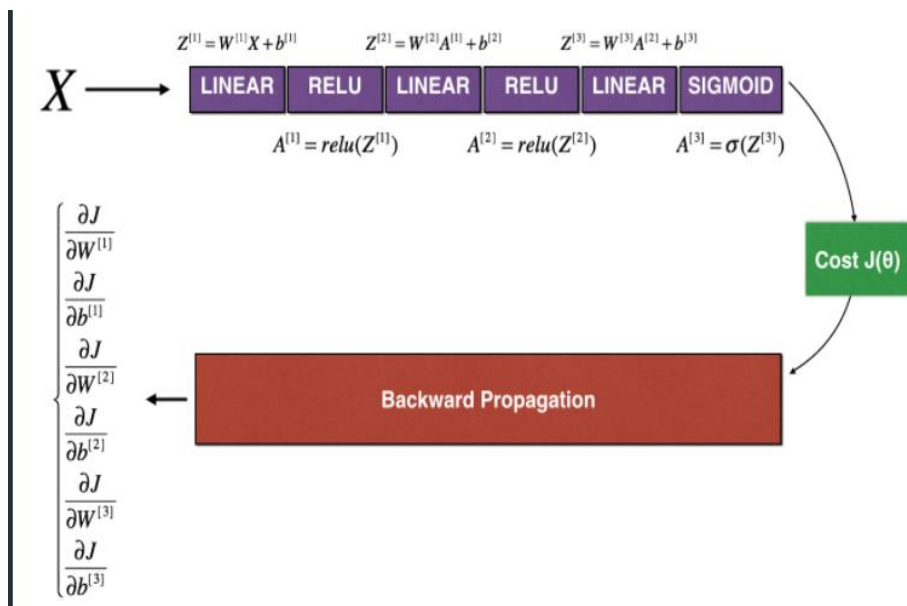 Z^{[1]} = W^{[1]}X + b^{[1]} Z^{[2]} = W^{[2]}A^{[1]} + b^{[2]} Z^{[3]} = W^{[3]}A^{[2]} + b^{[3]}
X LINEAR RELU LINEAR RELU LINEAR SIGMOID
A^{[1]} = relu(Z^{[1]}) A^{[2]} = relu(Z^{[2]}) A^{[3]} = σ(Z^{[3]})
Cost J(θ)
Backward Propagation
∂J/∂W^{[1]}
∂J/∂b^{[1]}
∂J/∂W^{[2]}
∂J/∂b^{[2]}
∂J/∂W^{[3]}
∂J/∂b^{[3]}